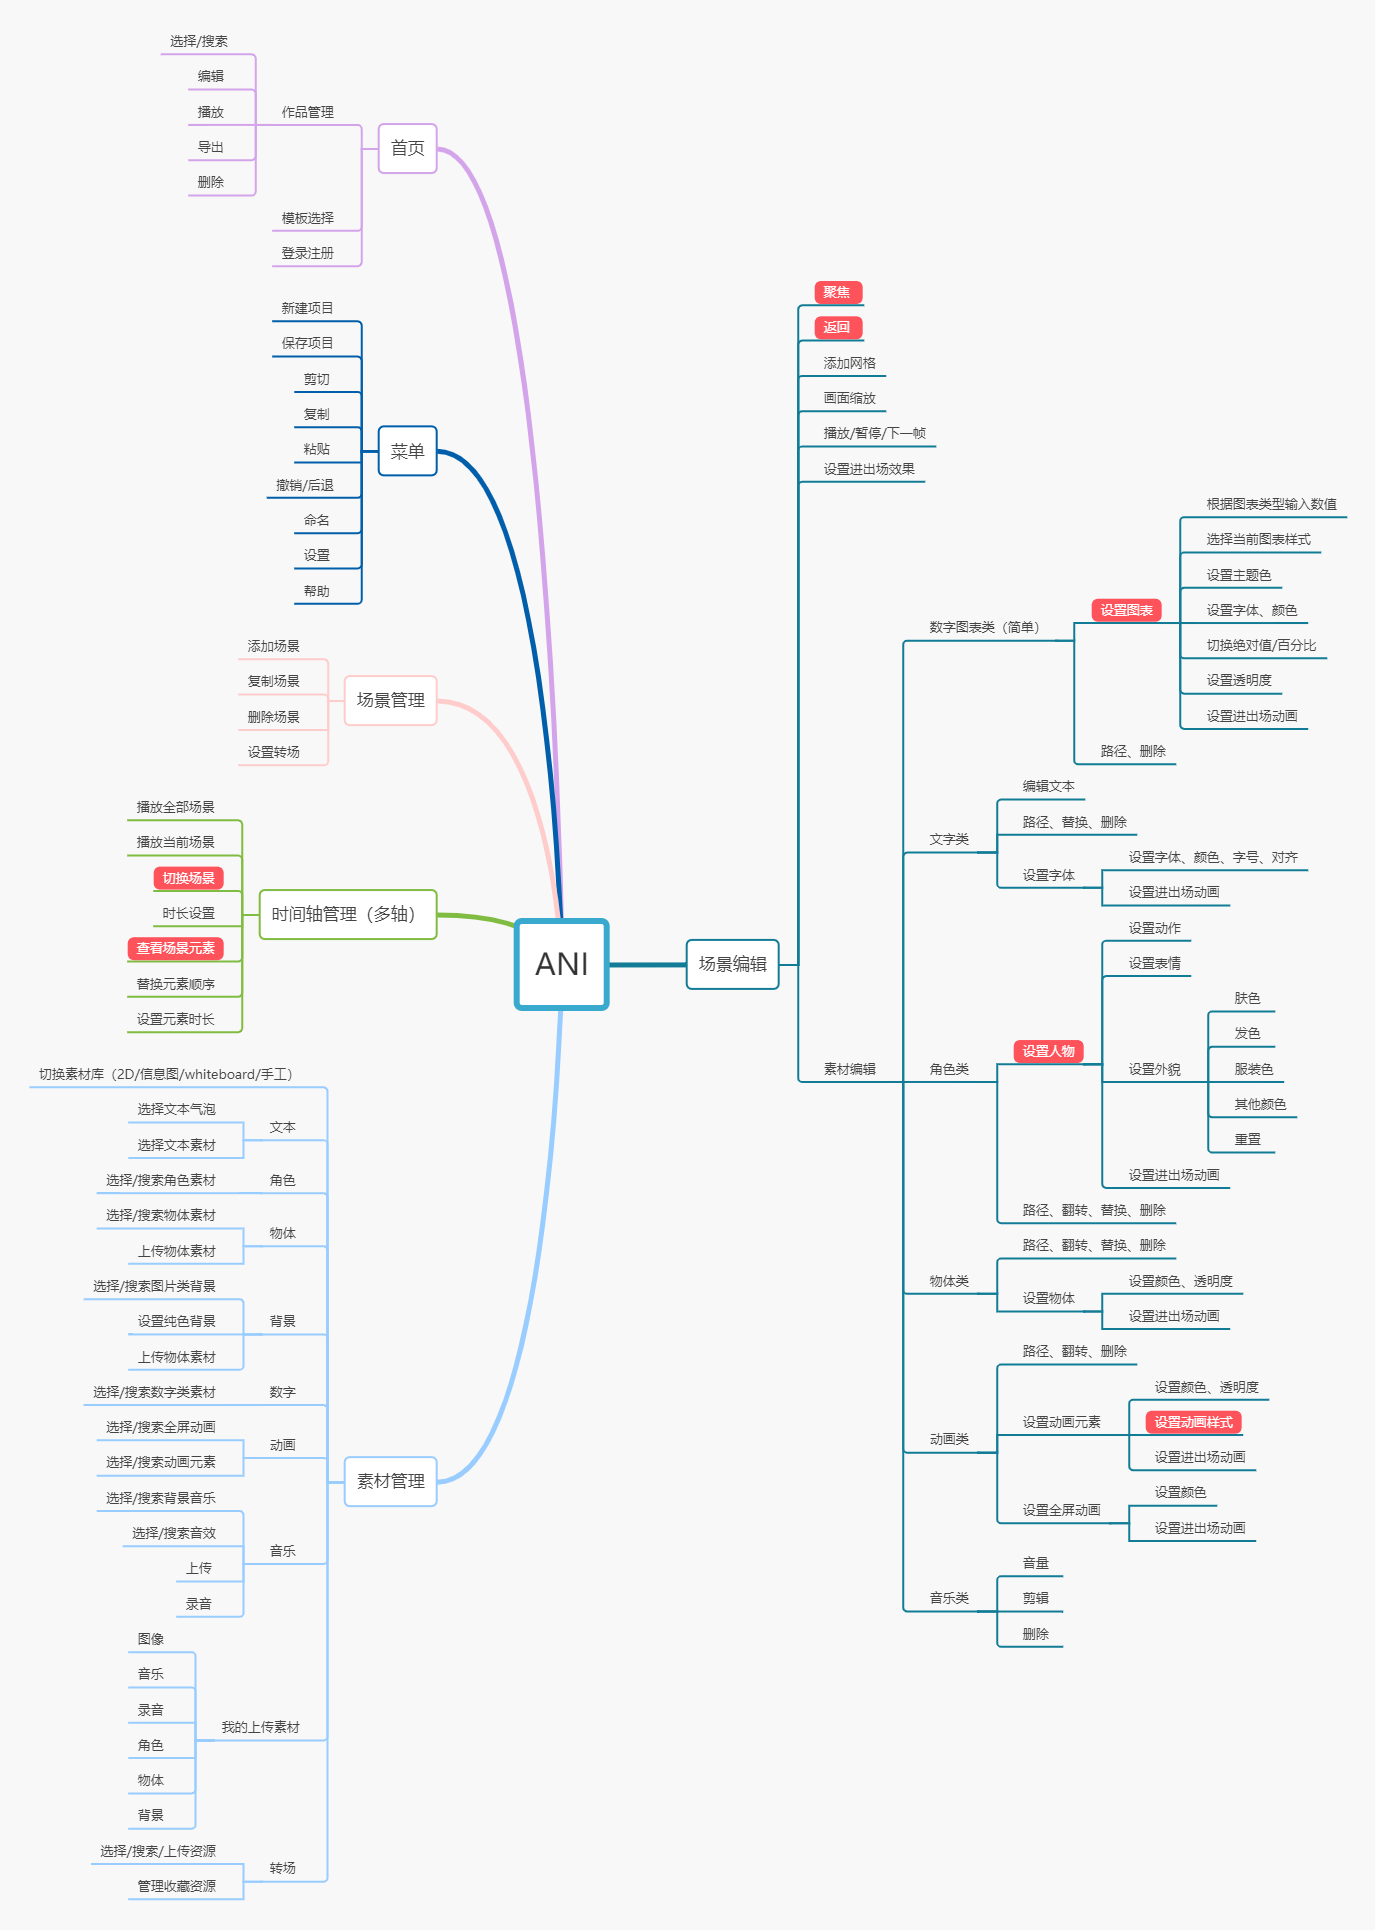 选择/搜索
编辑
播放
导出
删除
作品管理
模板选择
登录注册
首页
新建项目
保存项目
剪切
复制
粘贴
撤销/后退
命名
设置
帮助
菜单
添加场景
复制场景
删除场景
设置转场
场景管理
播放全部场景
播放当前场景
切换场景
时长设置
查看场景元素
替换元素顺序
设置元素时长
时间轴管理（多轴）
切换素材库（2D/信息图/whiteboard/手工）
选择文本气泡
选择文本素材
文本
选择/搜索角色素材
角色
选择/搜索物体素材
上传物体素材
物体
选择/搜索图片类背景
设置纯色背景
上传物体素材
背景
选择/搜索数字类素材
数字
选择/搜索全屏动画
选择/搜索动画元素
动画
选择/搜索背景音乐
选择/搜索音效
上传
录音
音乐
图像
音乐
录音
角色
物体
背景
我的上传素材
选择/搜索/上传资源
管理收藏资源
转场
素材管理
ANI
场景编辑
聚焦
返回
添加网格
画面缩放
播放/暂停/下一帧
设置进出场效果
素材编辑
数字图表类（简单）
设置图表
根据图表类型输入数值
选择当前图表样式
设置主题色
设置字体、颜色
切换绝对值/百分比
设置透明度
设置进出场动画
路径、删除
文字类
编辑文本
路径、替换、删除
设置字体
设置字体、颜色、字号、对齐
设置进出场动画
角色类
设置人物
设置动作
设置表情
设置外貌
肤色
发色
服装色
其他颜色
重置
设置进出场动画
路径、翻转、替换、删除
物体类
路径、翻转、替换、删除
设置物体
设置颜色、透明度
设置进出场动画
动画类
路径、翻转、删除
设置动画元素
设置颜色、透明度
设置动画样式
设置进出场动画
设置全屏动画
设置颜色
设置进出场动画
音乐类
音量
剪辑
删除